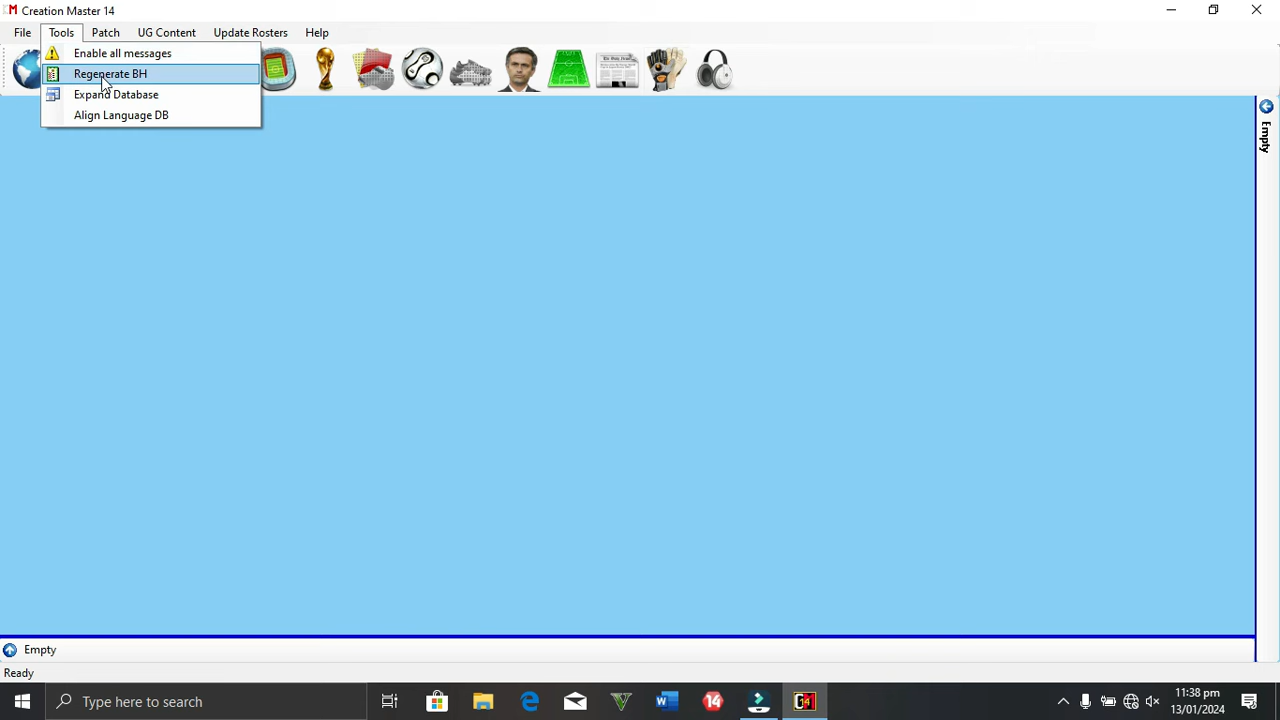 Creation Master 14
File Tools Patch UG Content Update Rosters Help
Enable all messages
Regenerate BH
Expand Database
Align Language DB
Empty
Empty
Ready
Type here to search
14
11:38 pm
13/01/2024